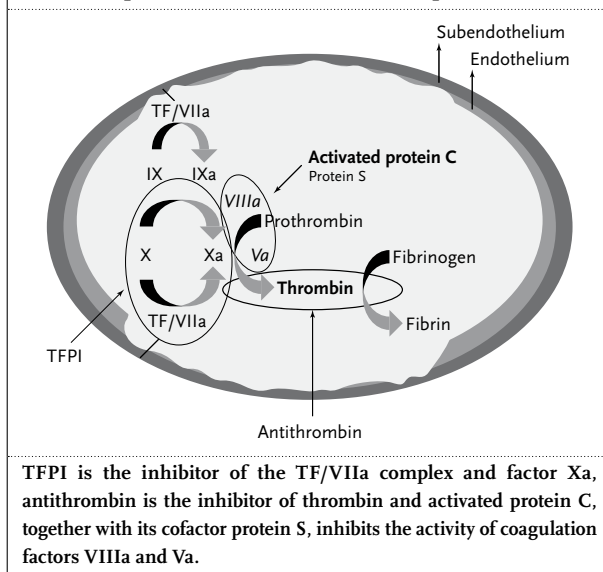 Subendothelium
Endothelium
TF/VIIa
Activated protein C
Protein S
IX IXa
VIIIa
Prothrombin
X Xa Va
Fibrinogen
Thrombin
TF/VIIa
Fibrin
TFPI
Antithrombin
TFPI is the inhibitor of the TF/VIIa complex and factor Xa,
antithrombin is the inhibitor of thrombin and activated protein C,
together with its cofactor protein S, inhibits the activity of coagulation
factors VIIIa and Va.